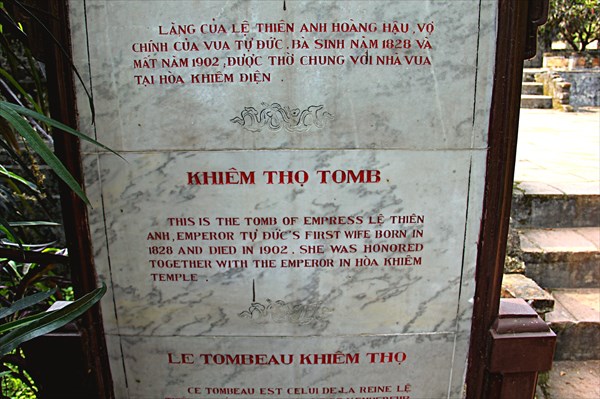 LĂNG CỦA LỆ THIÊN ANH HOÀNG HẬU, VỢ
CHÍNH CỦA VUA TỰ ĐỨC. BÀ SINH NĂM 1828 VÀ
MẤT NĂM 1902, ĐƯỢC THỜ CHUNG VỚI NHÀ VUA
TẠI HÒA KHIÊM ĐIỆN.
KHIÊM THỌ TOMB
THIS IS THE TOMB OF EMPRESS LỆ THIÊN
ANH, EMPEROR TỰ ĐỨC'S FIRST WIFE BORN IN
1828 AND DIED IN 1902. SHE WAS HONORED
TOGETHER WITH THE EMPEROR IN HÒA KHIÊM
TEMPLE.
LE TOMBEAU KHIÊM THỌ
CE TOMBEAU EST CELUI DE LA REINE LỆ